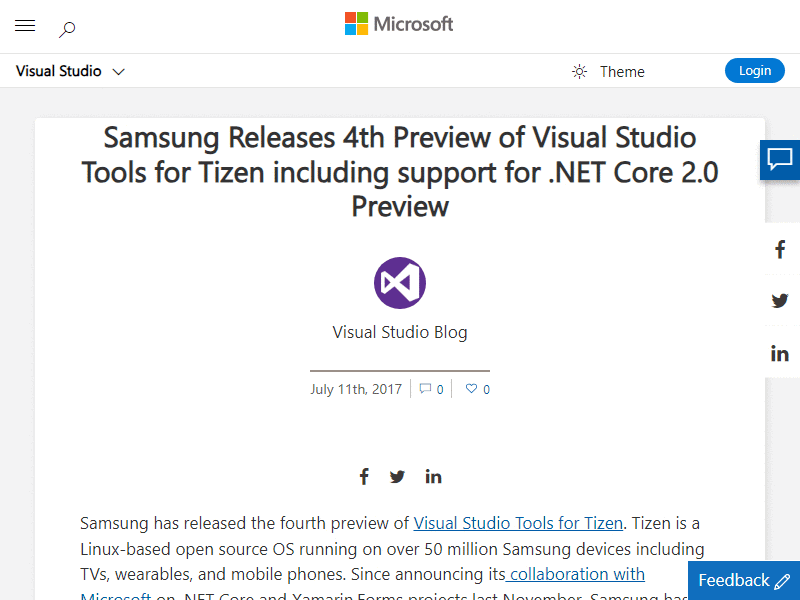 Microsoft
Visual Studio
Theme
Login
Samsung Releases 4th Preview of Visual Studio
Tools for Tizen including support for .NET Core 2.0
Preview
Visual Studio Blog
July 11th, 2017 0 0
Samsung has released the fourth preview of Visual Studio Tools for Tizen. Tizen is a
Linux-based open source OS running on over 50 million Samsung devices including
TVs, wearables, and mobile phones. Since announcing its collaboration with
Microsoft on .NET Core and Xamarin.Forms projects last November, Samsung has
Feedback